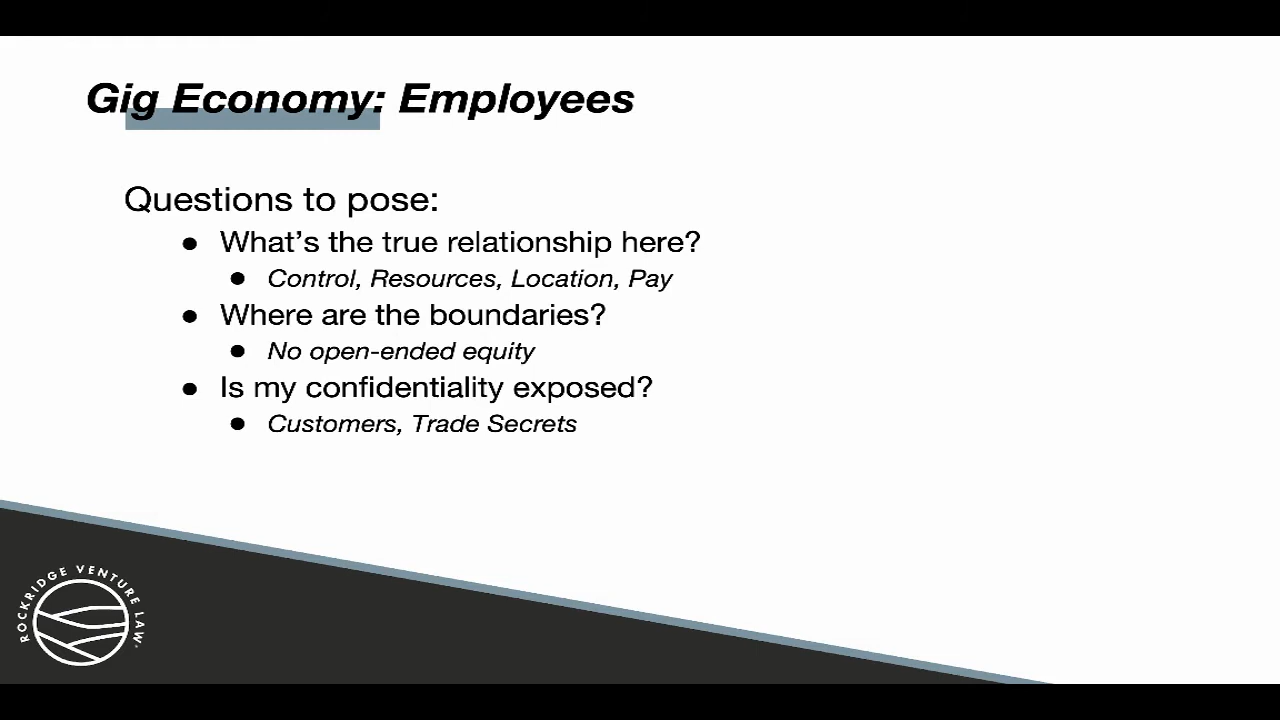 Gig Economy: Employees
Questions to pose:
● What’s the true relationship here?
● Control, Resources, Location, Pay
● Where are the boundaries?
● No open-ended equity
● Is my confidentiality exposed?
● Customers, Trade Secrets
ROCKRIDGE VENTURE LAW